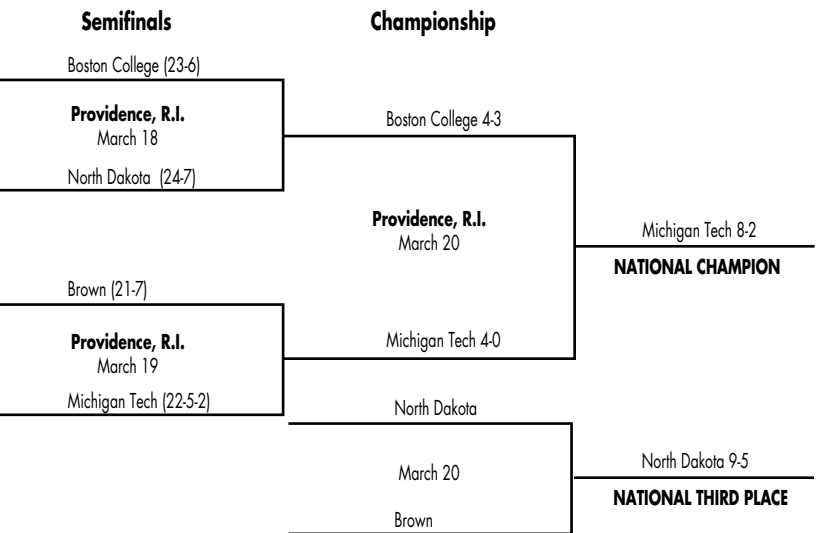 Semifinals
Championship
Boston College (23-6)
Providence, R.I.
March 18
North Dakota (24-7)
Boston College 4-3
Providence, R.I.
March 20
Michigan Tech 8-2
NATIONAL CHAMPION
Brown (21-7)
Providence, R.I.
March 19
Michigan Tech (22-5-2)
Michigan Tech 4-0
North Dakota
March 20
Brown
North Dakota 9-5
NATIONAL THIRD PLACE